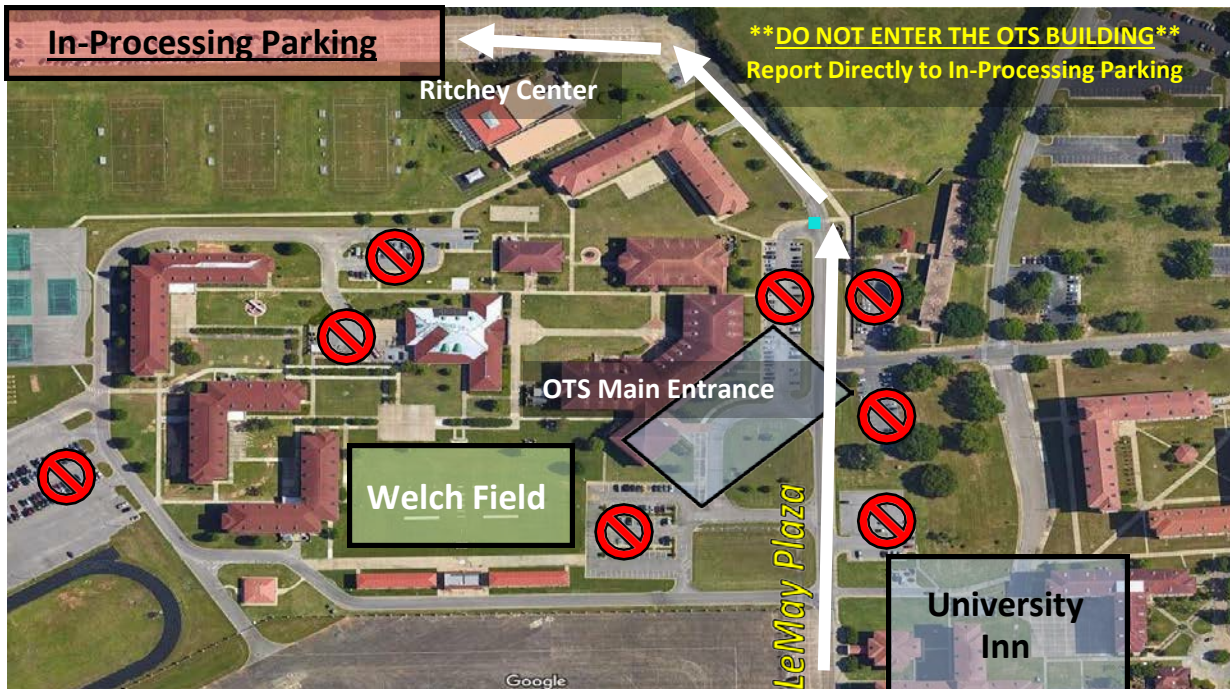 In-Processing Parking
**DO NOT ENTER THE OTS BUILDING**
Report Directly to In-Processing Parking
Ritchey Center
OTS Main Entrance
Welch Field
LeMay Plaza
University
Inn
Google